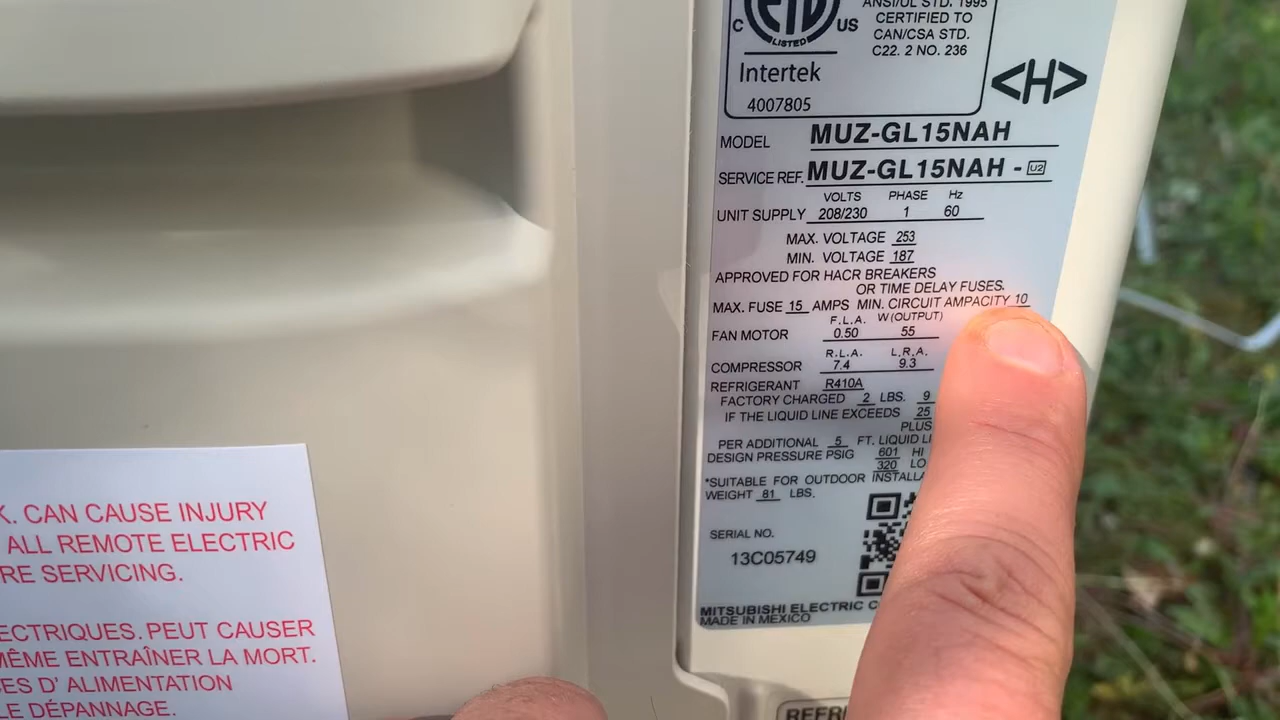 C ETL US
LISTED
Intertek
4007805
ANSI/UL STD. 1995
CERTIFIED TO
CAN/CSA STD.
C22. 2 NO. 236
<H>
MODEL MUZ-GL15NAH
SERVICE REF. MUZ-GL15NAH - U2
VOLTS PHASE Hz
UNIT SUPPLY 208/230 1 60
MAX. VOLTAGE 253
MIN. VOLTAGE 187
APPROVED FOR HACR BREAKERS
OR TIME DELAY FUSES.
MAX. FUSE 15 AMPS MIN. CIRCUIT AMPACITY 10
F.L.A. W(OUTPUT)
FAN MOTOR 0.50 55
R.L.A. L.R.A.
COMPRESSOR 7.4 9.3
REFRIGERANT R410A
FACTORY CHARGED 2 LBS. 9
IF THE LIQUID LINE EXCEEDS 25
PLUS
PER ADDITIONAL 5 FT. LIQUID LI
DESIGN PRESSURE PSIG 601 HI
320 LO
*SUITABLE FOR OUTDOOR INSTALLA
WEIGHT 81 LBS.
SERIAL NO.
13C05749
MITSUBISHI ELECTRIC C
MADE IN MEXICO
REFRI
K. CAN CAUSE INJURY
ALL REMOTE ELECTRIC
RE SERVICING.
ECTRIQUES. PEUT CAUSER
MÊME ENTRAÎNER LA MORT.
ES D' ALIMENTATION
LE DÉPANNAGE.